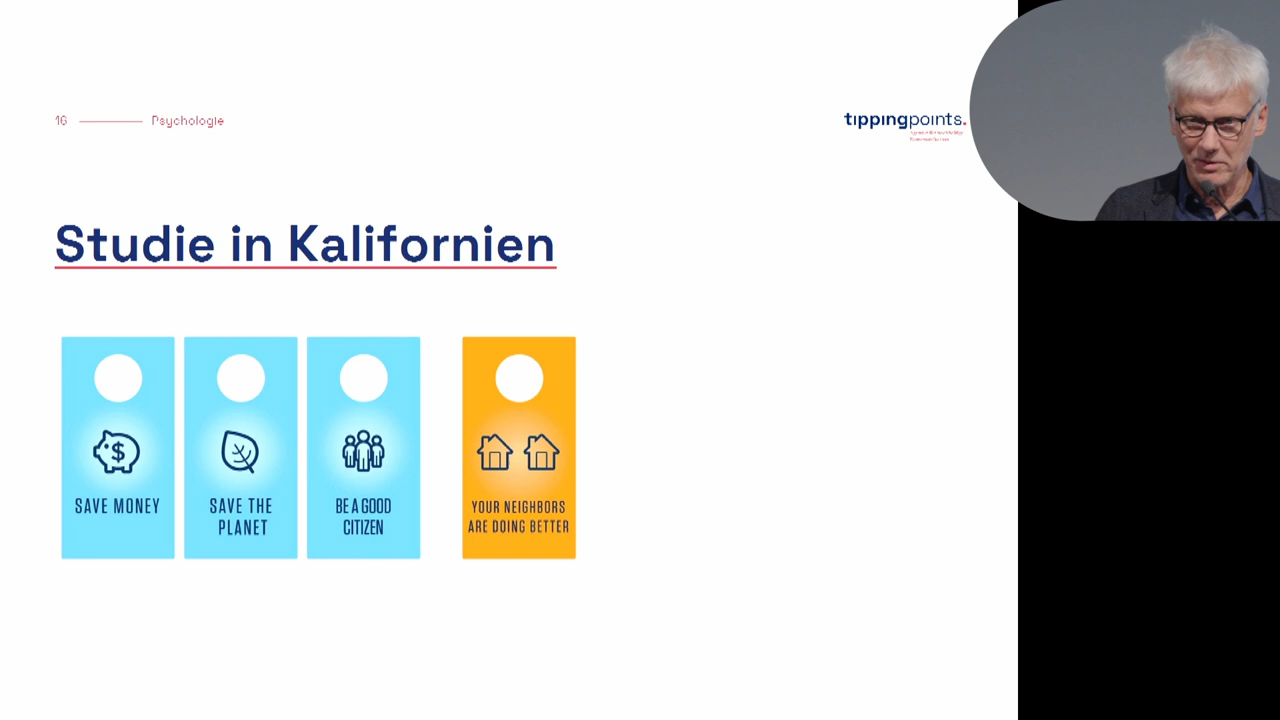 16 Psychologie
tippingpoints.
Studie in Kalifornien
SAVE MONEY
SAVE THE
PLANET
BE A GOOD
CITIZEN
YOUR NEIGHBORS
ARE DOING BETTER